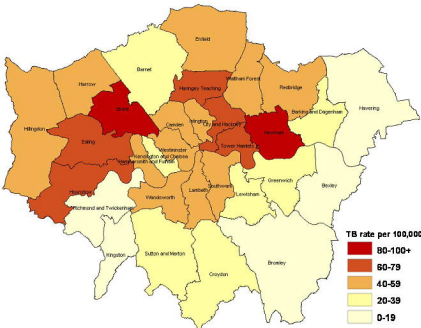 Enfield
Barnet
Harrow
Haringey Teaching
Waltham Forest
Redbridge
Havering
Brent
Barking and Dagenham
Hillingdon
Camden
Islington
City and Hackney
Newham
Ealing
Westminster
Tower Hamlets
Kensington and Chelsea
Hammersmith and Fulham
Hounslow
Southwark
Greenwich
Wandsworth
Lambeth
Lewisham
Bexley
Richmond and Twickenham
Kingston
Sutton and Merton
Croydon
Bromley
TB rate per 100,000
80-100+
60-79
40-59
20-39
0-19